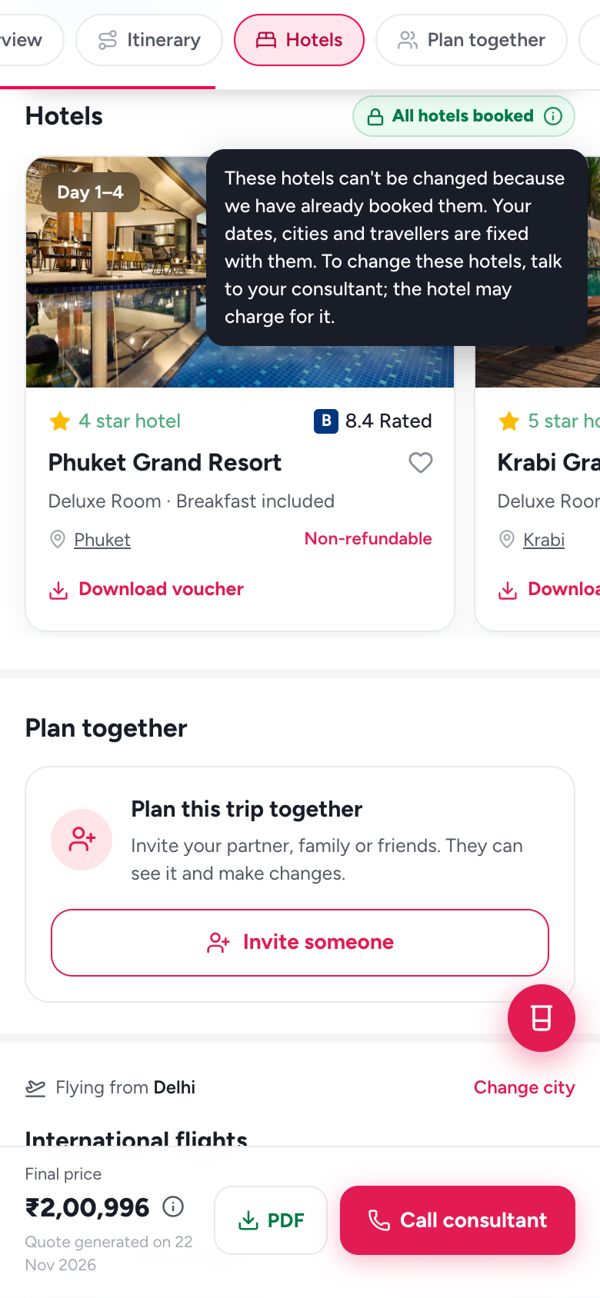 view
Itinerary
Hotels
Plan together
Hotels
All hotels booked
Day 1–4
These hotels can't be changed because
we have already booked them. Your
dates, cities and travellers are fixed
with them. To change these hotels, talk
to your consultant; the hotel may
charge for it.
4 star hotel
B 8.4 Rated
5 star ho
Phuket Grand Resort
Krabi Gra
Deluxe Room · Breakfast included
Deluxe Roor
Phuket
Non-refundable
Krabi
Download voucher
Downloa
Plan together
Plan this trip together
Invite your partner, family or friends. They can
see it and make changes.
Invite someone
Flying from Delhi
Change city
International flights
Final price
₹2,00,996
Quote generated on 22
Nov 2026
PDF
Call consultant